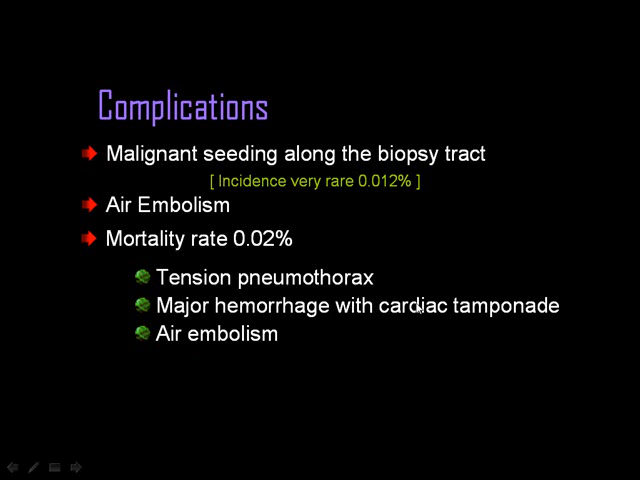 Complications
Malignant seeding along the biopsy tract
[ Incidence very rare 0.012% ]
Air Embolism
Mortality rate 0.02%
Tension pneumothorax
Major hemorrhage with cardiac tamponade
Air embolism